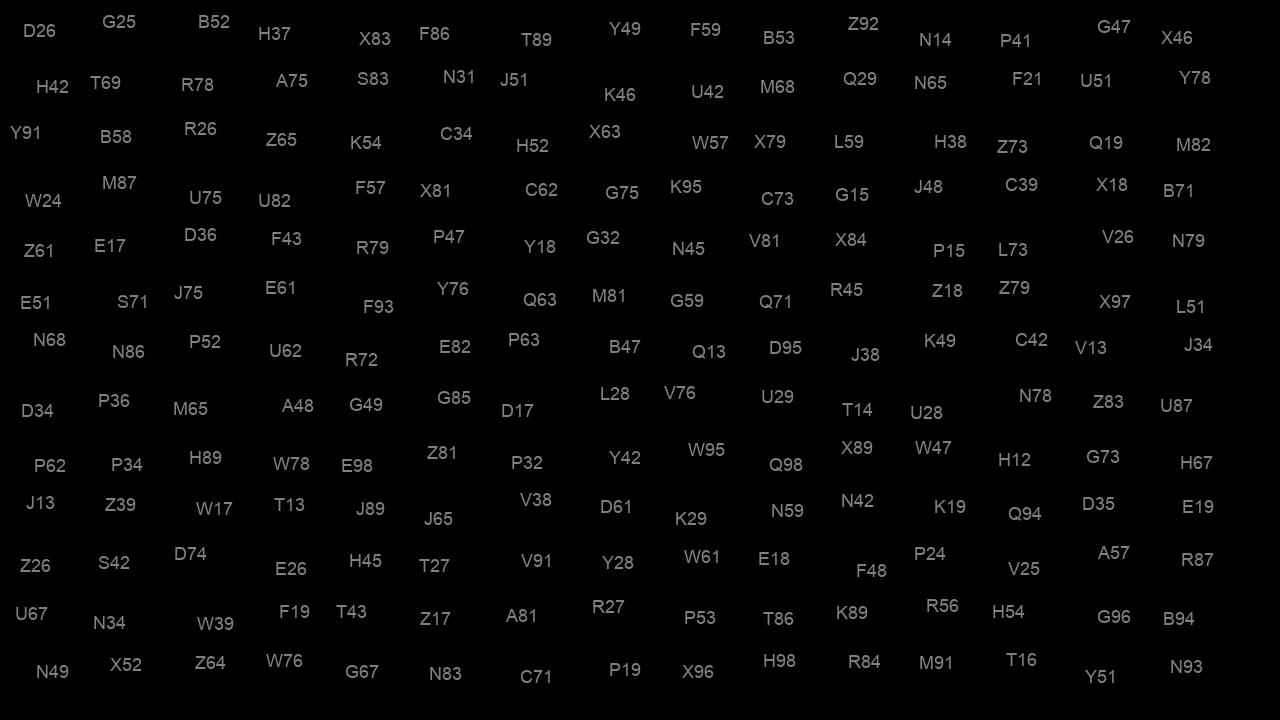 D26 G25 B52 H37 X83 F86 T89 Y49 F59 B53 Z92 N14 P41 G47 X46
H42 T69 R78 A75 S83 N31 J51 K46 U42 M68 Q29 N65 F21 U51 Y78
Y91 B58 R26 Z65 K54 C34 H52 X63 W57 X79 L59 H38 Z73 Q19 M82
W24 M87 U75 U82 F57 X81 C62 G75 K95 C73 G15 J48 C39 X18 B71
Z61 E17 D36 F43 R79 P47 Y18 G32 N45 V81 X84 P15 L73 V26 N79
E51 S71 J75 E61 F93 Y76 Q63 M81 G59 Q71 R45 Z18 Z79 X97 L51
N68 N86 P52 U62 R72 E82 P63 B47 Q13 D95 J38 K49 C42 V13 J34
D34 P36 M65 A48 G49 G85 D17 L28 V76 U29 T14 U28 N78 Z83 U87
P62 P34 H89 W78 E98 Z81 P32 Y42 W95 Q98 X89 W47 H12 G73 H67
J13 Z39 W17 T13 J89 J65 V38 D61 K29 N59 N42 K19 Q94 D35 E19
Z26 S42 D74 E26 H45 T27 V91 Y28 W61 E18 F48 P24 V25 A57 R87
U67 N34 W39 F19 T43 Z17 A81 R27 P53 T86 K89 R56 H54 G96 B94
N49 X52 Z64 W76 G67 N83 C71 P19 X96 H98 R84 M91 T16 Y51 N93